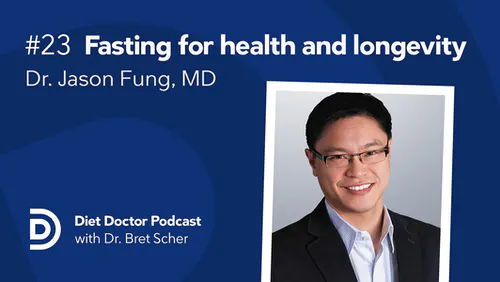 #23 Fasting for health and longevity
Dr. Jason Fung, MD
Diet Doctor Podcast
with Dr. Bret Scher